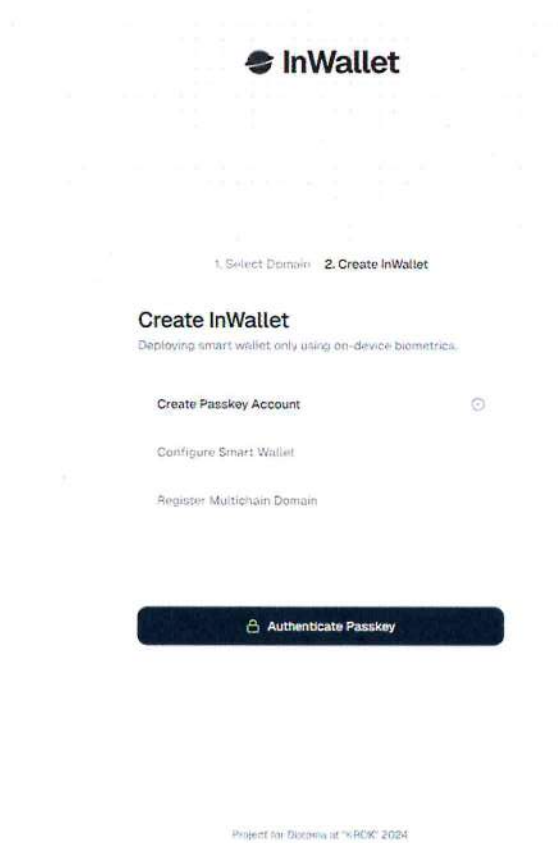 InWallet
1. Select Domain 2. Create InWallet
Create InWallet
Deploying smart wallet only using on-device biometrics.
Create Passkey Account
Configure Smart Wallet
Register Multichain Domain
Authenticate Passkey
Project for at 2024